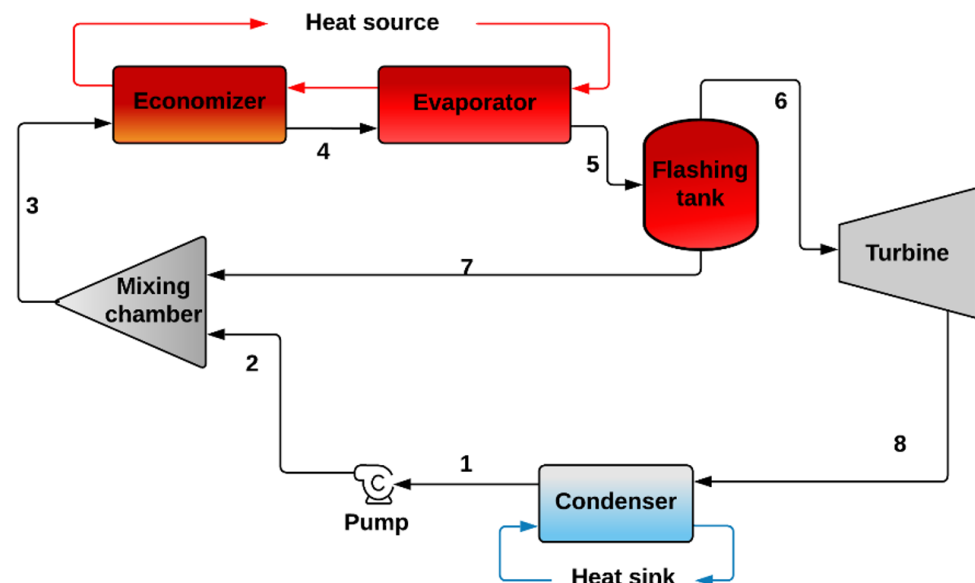 Heat source
Economizer
Evaporator
6
4
5
Flashing
tank
3
Turbine
7
Mixing
chamber
2
8
1
Condenser
Pump
Heat sink